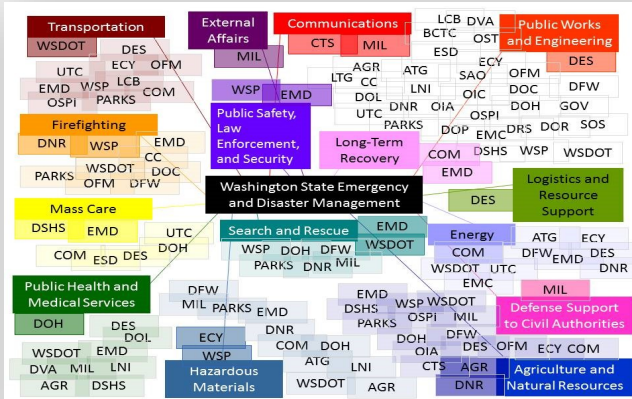 Transportation
WSDOT
DES
ECY OFM
UTC
LCB
EMD WSP
COM
OSPI PARKS
External
Affairs
MIL
Communications
CTS MIL
LCB DVA
BCTC OST
ESD
ECY
AGR ATG SAO OFM
LTG CC OIC DOC DFW
DOL LNI
UTC DNR OIA OSPI DOH GOV
PARKS DOP EMC DRS DOR SOS
DSHS WSP WSDOT
Public Works
and Engineering
DES
WSP EMD
Public Safety,
Law
Enforcement,
and Security
Firefighting
DNR WSP
EMD
CC
WSDOT DOC
PARKS OFM DFW
Long-Term
Recovery
COM
EMD
Washington State Emergency
and Disaster Management
DES
Logistics and
Resource
Support
Mass Care
DSHS EMD
UTC
DOH
COM ESD DES
Search and Rescue
EMD
WSDOT
WSP DOH DFW
PARKS DNR MIL
Energy
COM
WSDOT UTC
EMC
ATG ECY
DFW EMD DES
DNR
Public Health and
Medical Services
DOH
DES
DOL
WSDOT EMD
DVA MIL LNI
AGR DSHS
DFW
MIL PARKS EMD
DNR
COM DOH
ATG LNI
WSDOT AGR
ECY
WSP
Hazardous
Materials
MIL
Defense Support
to Civil Authorities
EMD
DSHS WSP WSDOT
PARKS OSPI MIL
DOH DFW
OIA DES OFM ECY COM
CTS AGR
DNR
Agriculture and
Natural Resources